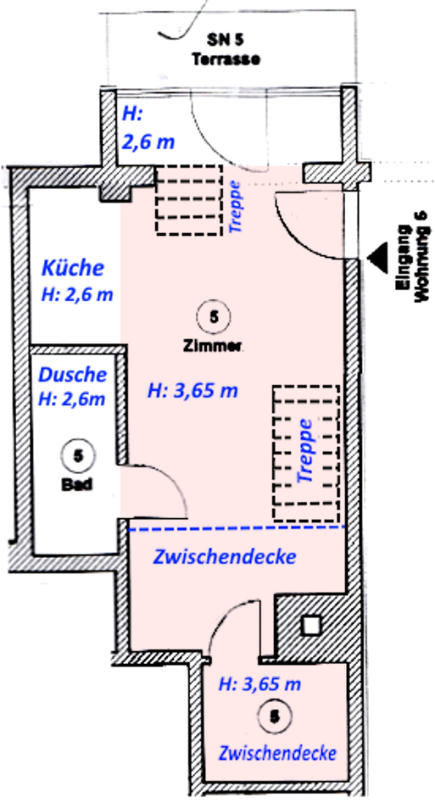 SN 5
Terrasse
H:
2,6 m
Treppe
Eingang
Wohnung 6
Küche
H: 2,6 m
5
Zimmer
Dusche
H: 2,6m
H: 3,65 m
5
Bad
Treppe
Zwischendecke
H: 3,65 m
5
Zwischendecke